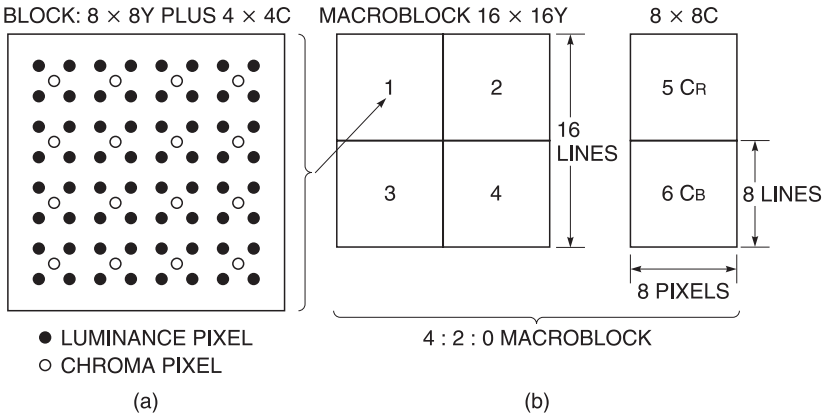 BLOCK: 8 × 8Y PLUS 4 × 4C
MACROBLOCK 16 × 16Y
8 × 8C
1
2
3
4
16
LINES
5 CR
6 CB
8 LINES
8 PIXELS
LUMINANCE PIXEL
CHROMA PIXEL
4 : 2 : 0 MACROBLOCK
(a)
(b)